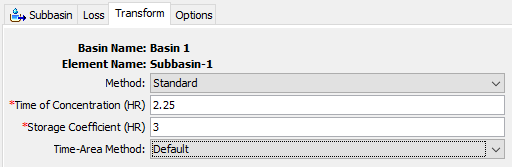 Subbasin Loss Transform Options
Basin Name: Basin 1
Element Name: Subbasin-1
Method: Standard
*Time of Concentration (HR) 2.25
*Storage Coefficient (HR) 3
Time-Area Method: Default